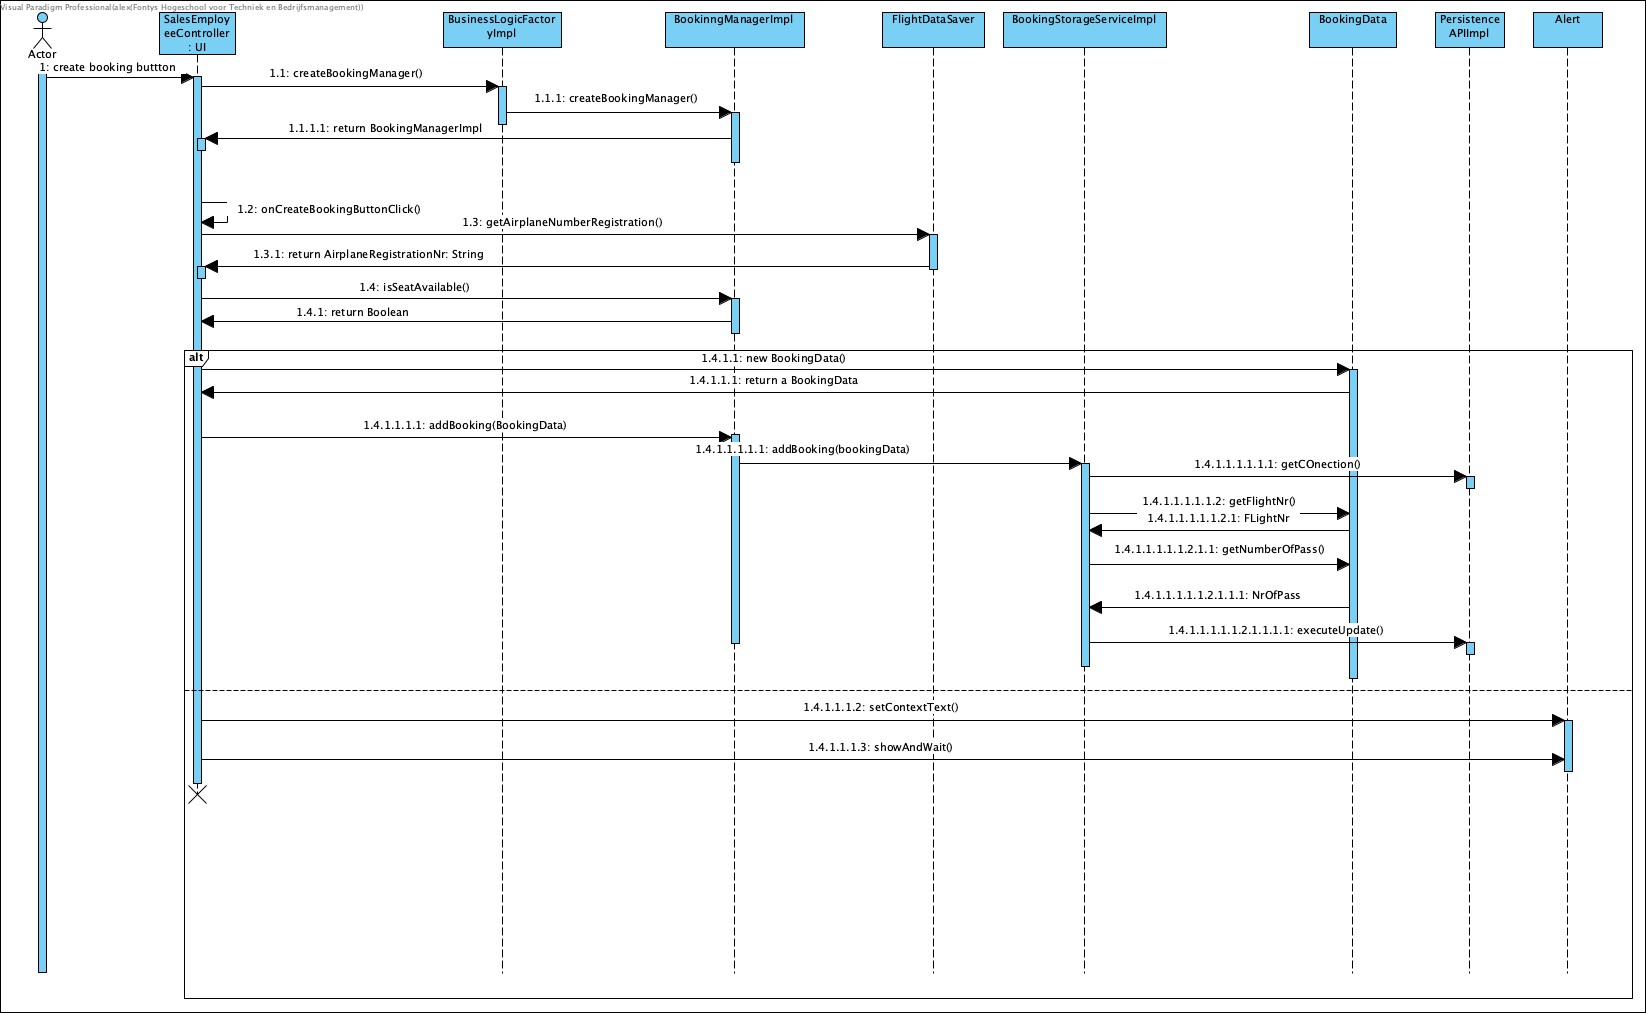 Visual Paradigm Professional(alex(Fontys Hogeschool voor Techniek en Bedrijfsmanagement))
SalesEmploy
eeController
: UI
BusinessLogicFactor
yImpl
BookinngManagerImpl
FlightDataSaver
BookingStorageServiceImpl
BookingData
Persistence
APIImpl
Alert
Actor
1: create booking buttton
1.1: createBookingManager()
1.1.1: createBookingManager()
1.1.1.1: return BookingManagerImpl
1.2: onCreateBookingButtonClick()
1.3: getAirplaneNumberRegistration()
1.3.1: return AirplaneRegistrationNr: String
1.4: isSeatAvailable()
1.4.1: return Boolean
alt
1.4.1.1: new BookingData()
1.4.1.1.1: return a BookingData
1.4.1.1.1.1: addBooking(BookingData)
1.4.1.1.1.1.1: addBooking(bookingData)
1.4.1.1.1.1.1.1: getCOnection()
1.4.1.1.1.1.1.2: getFlightNr()
1.4.1.1.1.1.1.2.1: FLightNr
1.4.1.1.1.1.1.2.1.1: getNumberOfPass()
1.4.1.1.1.1.1.2.1.1.1: NrOfPass
1.4.1.1.1.1.1.2.1.1.1.1: executeUpdate()
1.4.1.1.1.2: setContextText()
1.4.1.1.1.3: showAndWait()